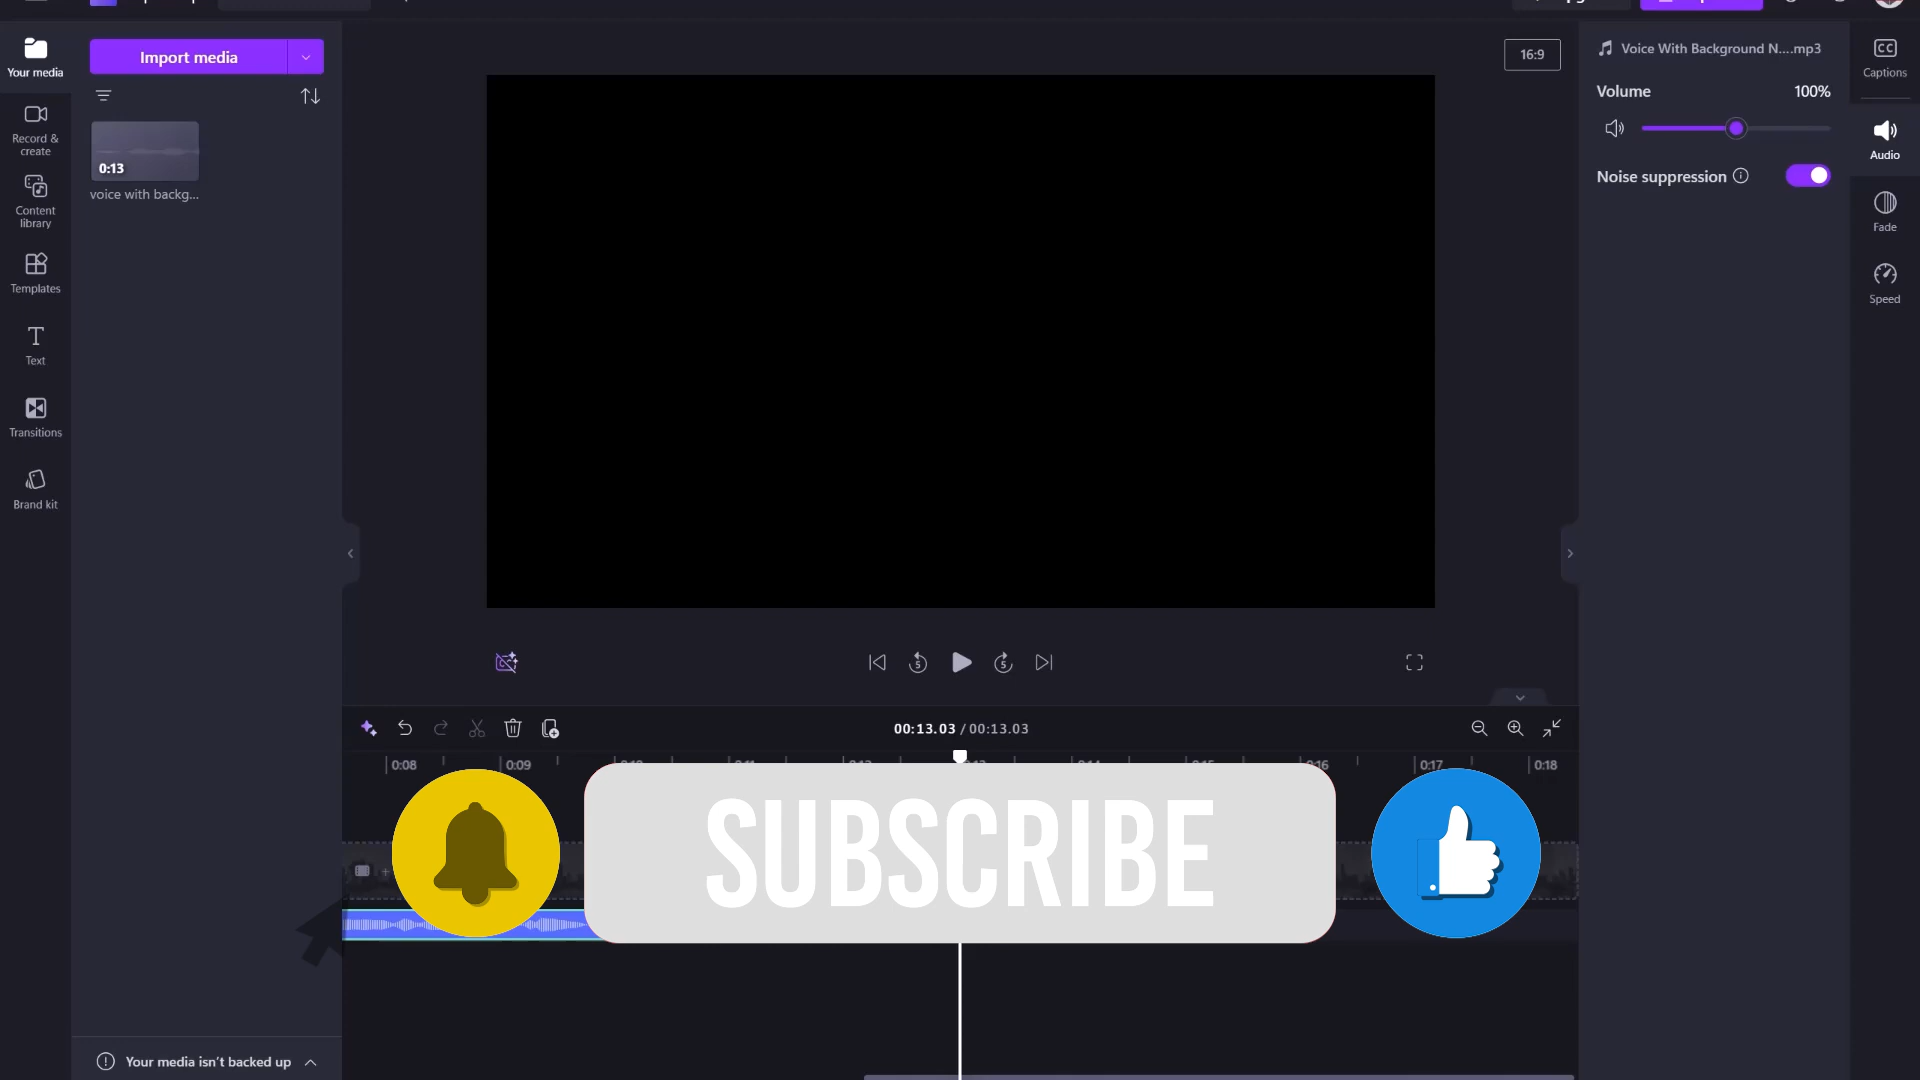 Your media
Import media
16:9
Voice With Background N....mp3
Captions
Volume
100%
Record &
create
0:13
Audio
Noise suppression
voice with backg...
Content
library
Fade
Templates
Speed
Text
Transitions
Brand kit
00:13.03 / 00:13.03
0:08
0:09
0:17
0:18
SUBSCRIBE
Your media isn't backed up